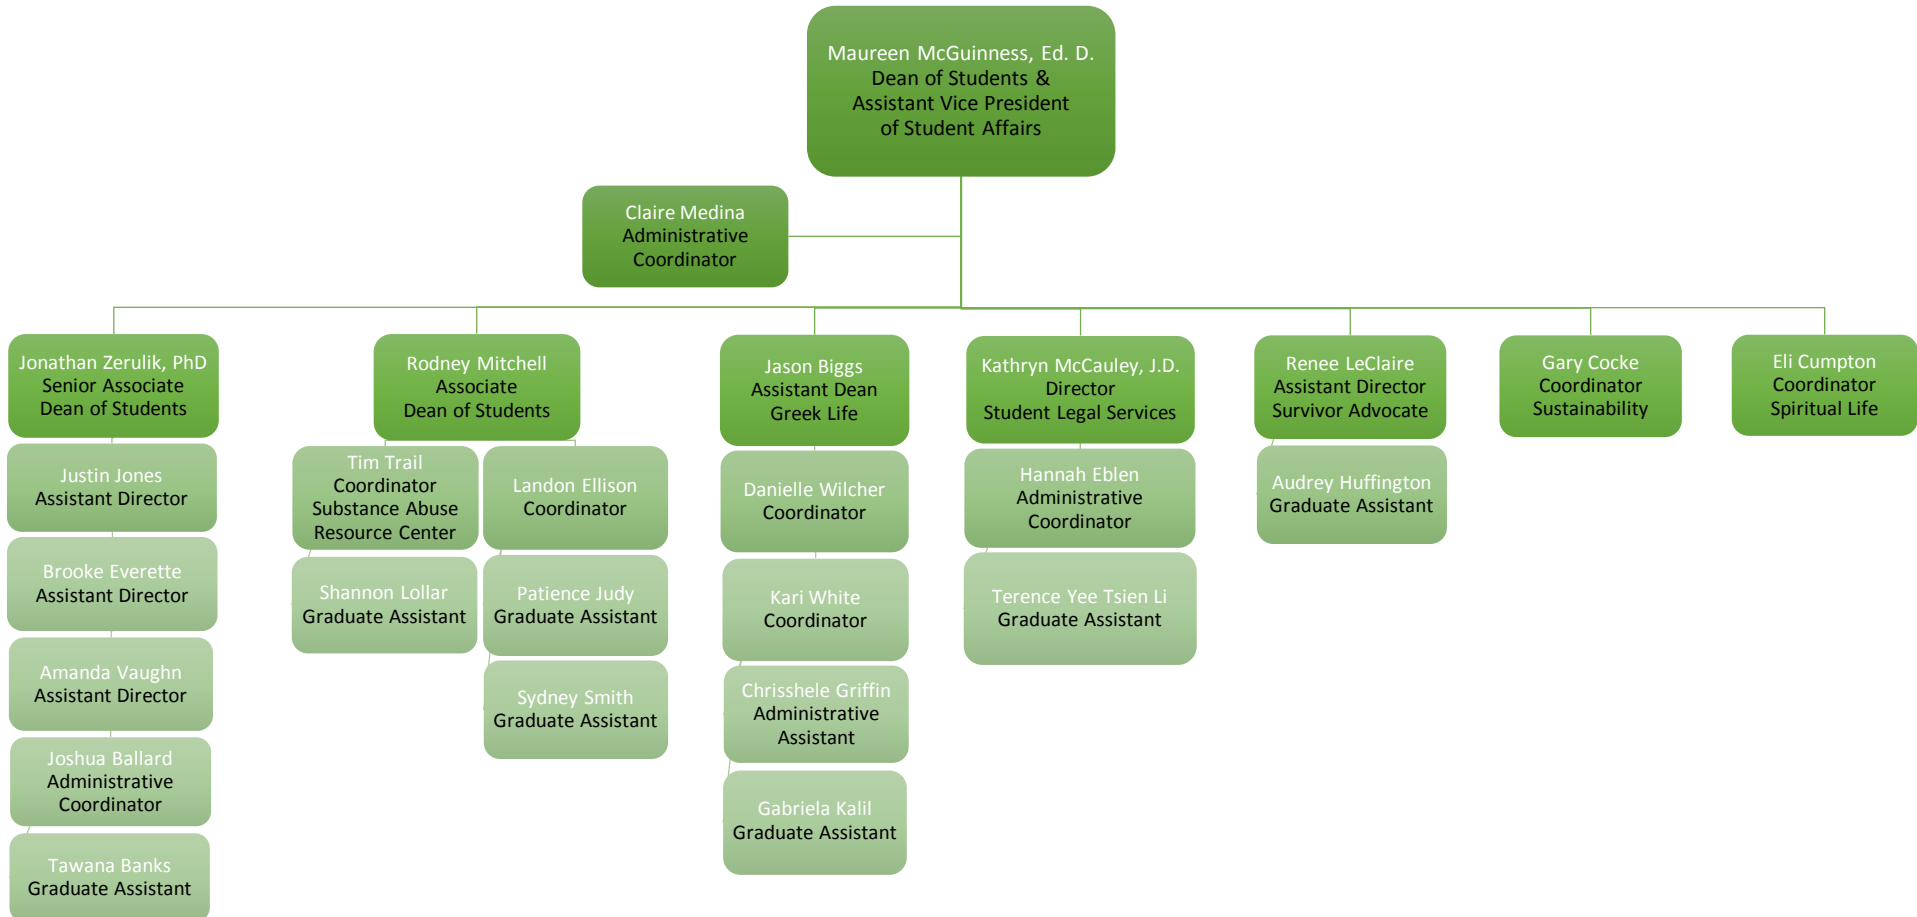 Maureen McGuinness, Ed. D.
Dean of Students &
Assistant Vice President
of Student Affairs
Claire Medina
Administrative
Coordinator
Jonathan Zerulik, PhD
Senior Associate
Dean of Students
Justin Jones
Assistant Director
Brooke Everette
Assistant Director
Amanda Vaughn
Assistant Director
Joshua Ballard
Administrative
Coordinator
Tawana Banks
Graduate Assistant
Rodney Mitchell
Associate
Dean of Students
Tim Trail
Coordinator
Substance Abuse
Resource Center
Shannon Lollar
Graduate Assistant
Landon Ellison
Coordinator
Patience Judy
Graduate Assistant
Sydney Smith
Graduate Assistant
Jason Biggs
Assistant Dean
Greek Life
Danielle Wilcher
Coordinator
Kari White
Coordinator
Chrisshele Griffin
Administrative
Assistant
Gabriela Kalil
Graduate Assistant
Kathryn McCauley, J.D.
Director
Student Legal Services
Hannah Eblen
Administrative
Coordinator
Terence Yee Tsien Li
Graduate Assistant
Renee LeClaire
Assistant Director
Survivor Advocate
Audrey Huffington
Graduate Assistant
Gary Cocke
Coordinator
Sustainability
Eli Cumpton
Coordinator
Spiritual Life